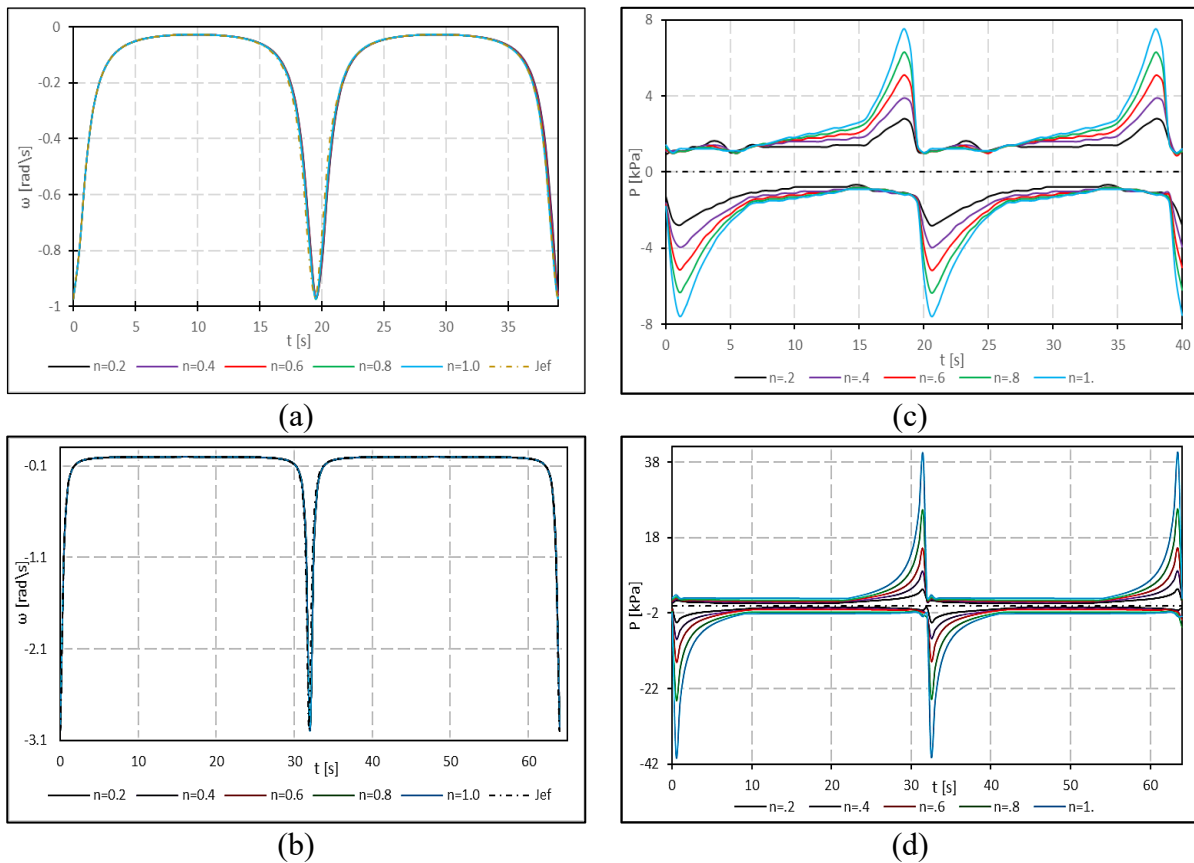 0
-0.2
-0.4
-0.6
-0.8
-1
ω [rad\s]
0 5 10 15 20 25 30 35
t [s]
n=0.2 n=0.4 n=0.6 n=0.8 n=1.0 Jef
(a)
8
4
0
-4
-8
P [kPa]
0 5 10 15 20 25 30 35 40
t [s]
n=.2 n=.4 n=.6 n=.8 n=1.
(c)
-0.1
-1.1
-2.1
-3.1
ω [rad\s]
0 10 20 30 40 50 60
t [s]
n=0.2 n=0.4 n=0.6 n=0.8 n=1.0 Jef
(b)
38
18
-2
-22
-42
P [kPa]
0 10 20 30 40 50 60
t [s]
n=.2 n=.4 n=.6 n=.8 n=1.
(d)